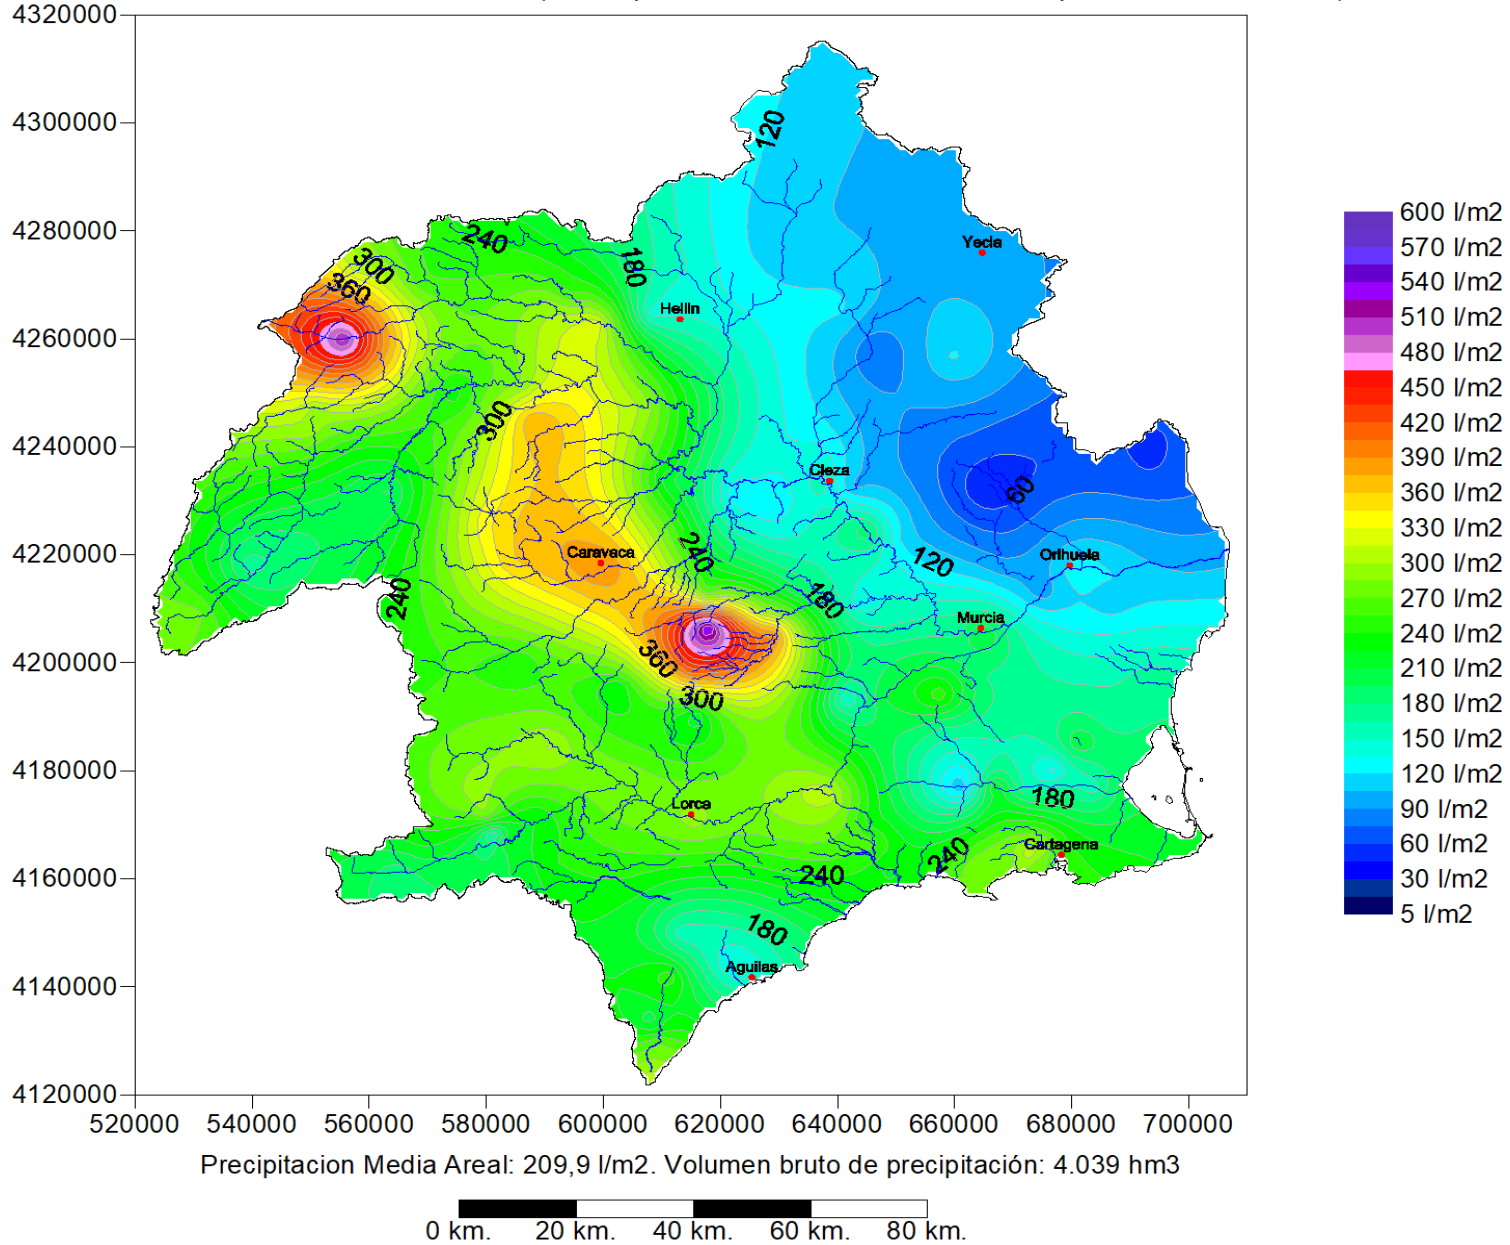 4320000
4300000
4280000
4260000
4240000
4220000
4200000
4180000
4160000
4140000
4120000
520000 540000 560000 580000 600000 620000 640000 660000 680000 700000
120
240
300
360
180
Yecla
Hellin
300
Cieza
60
240
Caravaca
240
120
Orihuela
180
Murcia
360
300
Lorca
180
240
Cartagena
240
180
Aguilas
600 l/m2
570 l/m2
540 l/m2
510 l/m2
480 l/m2
450 l/m2
420 l/m2
390 l/m2
360 l/m2
330 l/m2
300 l/m2
270 l/m2
240 l/m2
210 l/m2
180 l/m2
150 l/m2
120 l/m2
90 l/m2
60 l/m2
30 l/m2
5 l/m2
Precipitacion Media Areal: 209,9 l/m2. Volumen bruto de precipitación: 4.039 hm3
0 km. 20 km. 40 km. 60 km. 80 km.